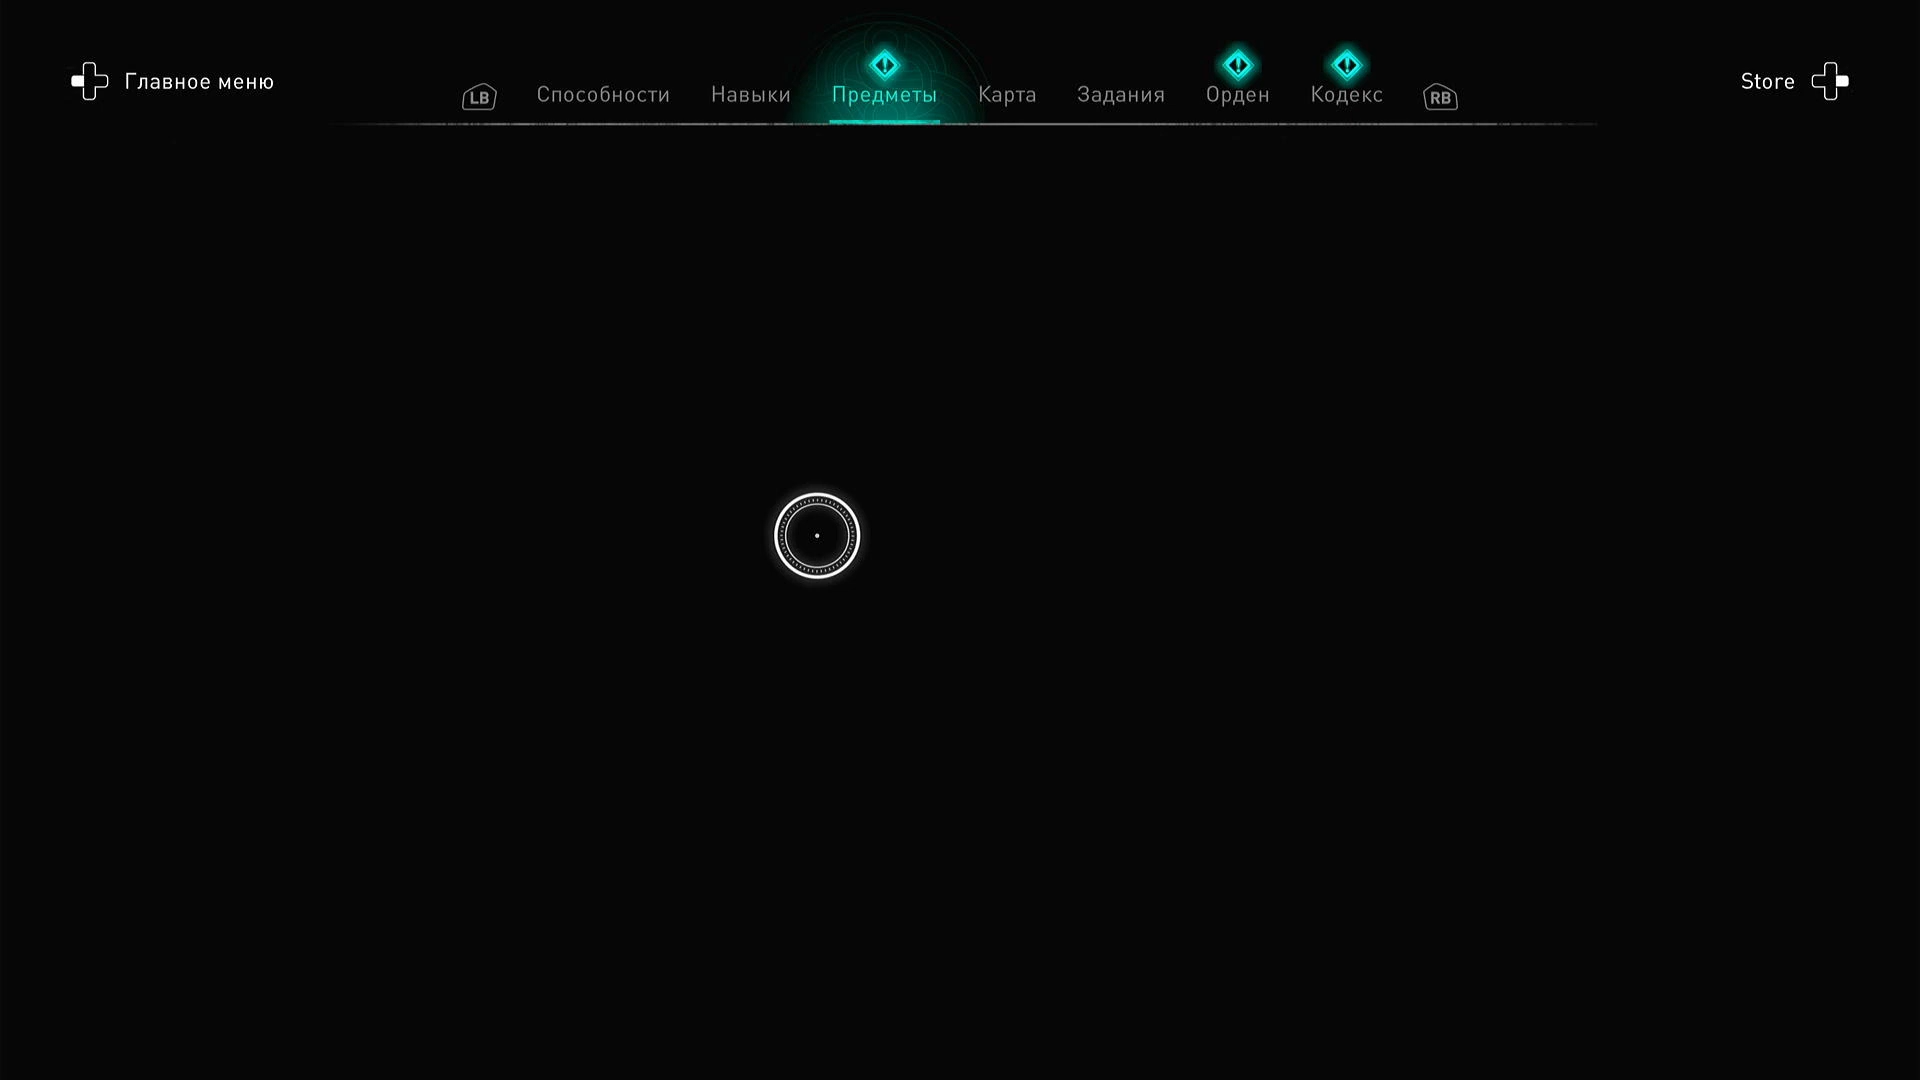 Главное меню
LB
Способности
Навыки
Предметы
Карта
Задания
Орден
Кодекс
RB
Store